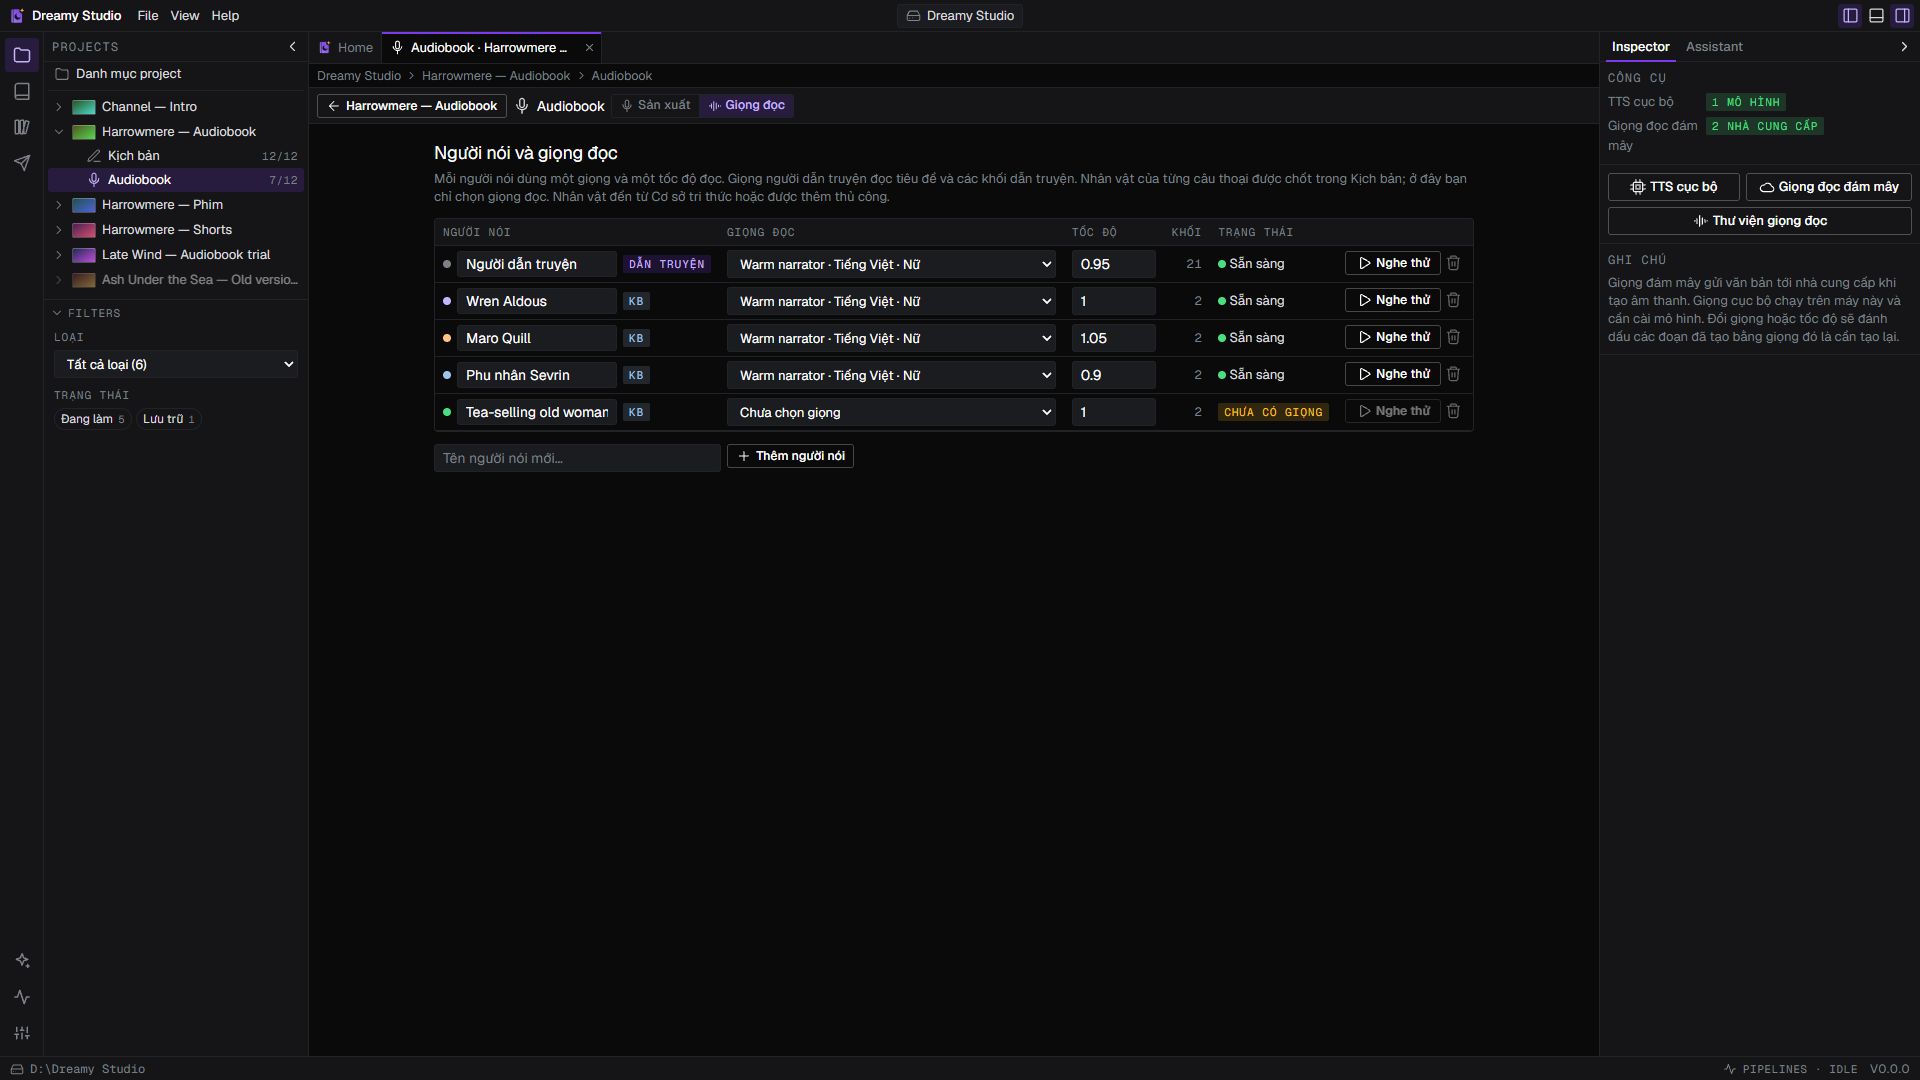 Dreamy Studio File View Help
Dreamy Studio
PROJECTS
Danh mục project
Channel — Intro
Harrowmere — Audiobook
Kịch bản 12/12
Audiobook 7/12
Harrowmere — Phim
Harrowmere — Shorts
Late Wind — Audiobook trial
Ash Under the Sea — Old versio...
FILTERS
LOẠI
Tất cả loại (6)
TRẠNG THÁI
Đang làm 5 Lưu trữ 1
Home Audiobook · Harrowmere ...
Dreamy Studio > Harrowmere — Audiobook > Audiobook
Harrowmere — Audiobook Audiobook Sản xuất Giọng đọc
Người nói và giọng đọc
Mỗi người nói dùng một giọng và một tốc độ đọc. Giọng người dẫn truyện đọc tiêu đề và các khối dẫn truyện. Nhân vật của từng câu thoại được chốt trong Kịch bản; ở đây bạn
chỉ chọn giọng đọc. Nhân vật đến từ Cơ sở tri thức hoặc được thêm thủ công.
NGƯỜI NÓI GIỌNG ĐỌC TỐC ĐỘ KHỐI TRẠNG THÁI
Người dẫn truyện DẪN TRUYỆN Warm narrator · Tiếng Việt · Nữ 0.95 21 Sẵn sàng Nghe thử
Wren Aldous KB Warm narrator · Tiếng Việt · Nữ 1 2 Sẵn sàng Nghe thử
Maro Quill KB Warm narrator · Tiếng Việt · Nữ 1.05 2 Sẵn sàng Nghe thử
Phu nhân Sevrin KB Warm narrator · Tiếng Việt · Nữ 0.9 2 Sẵn sàng Nghe thử
Tea-selling old woman KB Chưa chọn giọng 1 2 CHƯA CÓ GIỌNG Nghe thử
Tên người nói mới... Thêm người nói
Inspector Assistant
CÔNG CỤ
TTS cục bộ 1 MÔ HÌNH
Giọng đọc đám 2 NHÀ CUNG CẤP
mây
TTS cục bộ Giọng đọc đám mây
Thư viện giọng đọc
GHI CHÚ
Giọng đám mây gửi văn bản tới nhà cung cấp khi
tạo âm thanh. Giọng cục bộ chạy trên máy này và
cần cài mô hình. Đổi giọng hoặc tốc độ sẽ đánh
dấu các đoạn đã tạo bằng giọng đó là cần tạo lại.
D:\Dreamy Studio
PIPELINES · IDLE V0.0.0